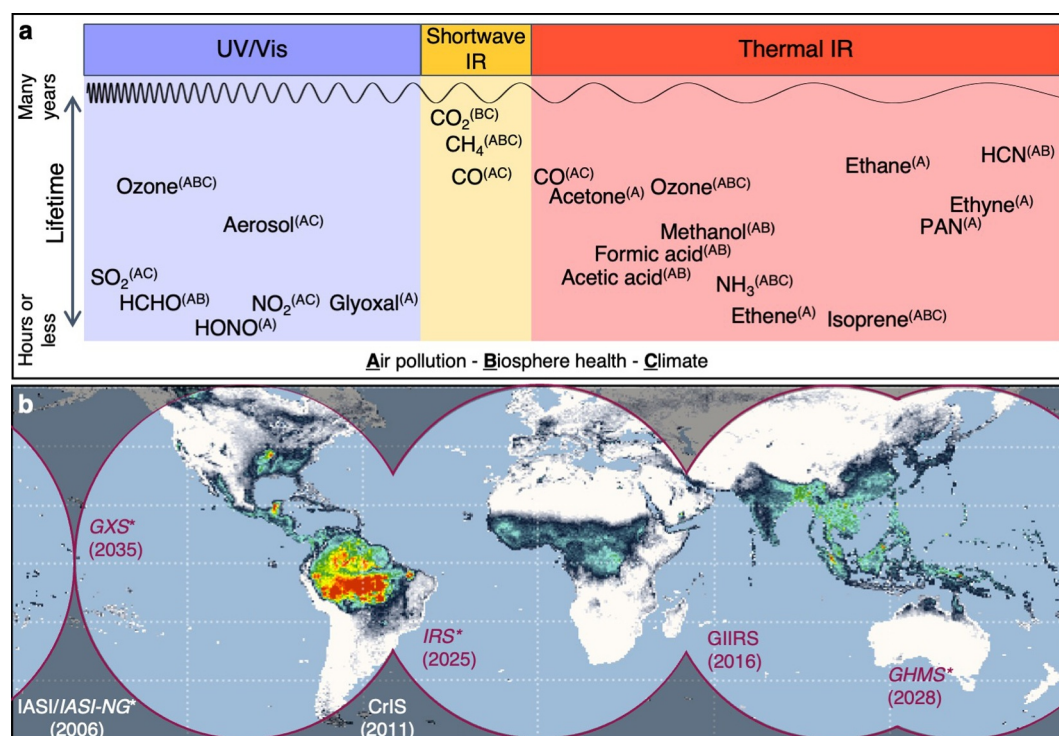 a
UV/Vis
Shortwave
IR
Thermal IR
Many
years
Lifetime
Hours or
less
CO₂(BC)
CH₄(ABC)
CO(AC)
CO(AC)
Ethane(A)
HCN(AB)
Ozone(ABC)
Acetone(A)
Ozone(ABC)
Ethyne(A)
Aerosol(AC)
Methanol(AB)
PAN(A)
Formic acid(AB)
SO₂(AC)
Acetic acid(AB)
NH₃(ABC)
HCHO(AB)
NO₂(AC)
Glyoxal(A)
HONO(A)
Ethene(A)
Isoprene(ABC)
Air pollution - Biosphere health - Climate
b
GXS*
(2035)
IRS*
(2025)
GIIRS
(2016)
GHMS*
(2028)
IASI/IASI-NG*
(2006)
CrIS
(2011)